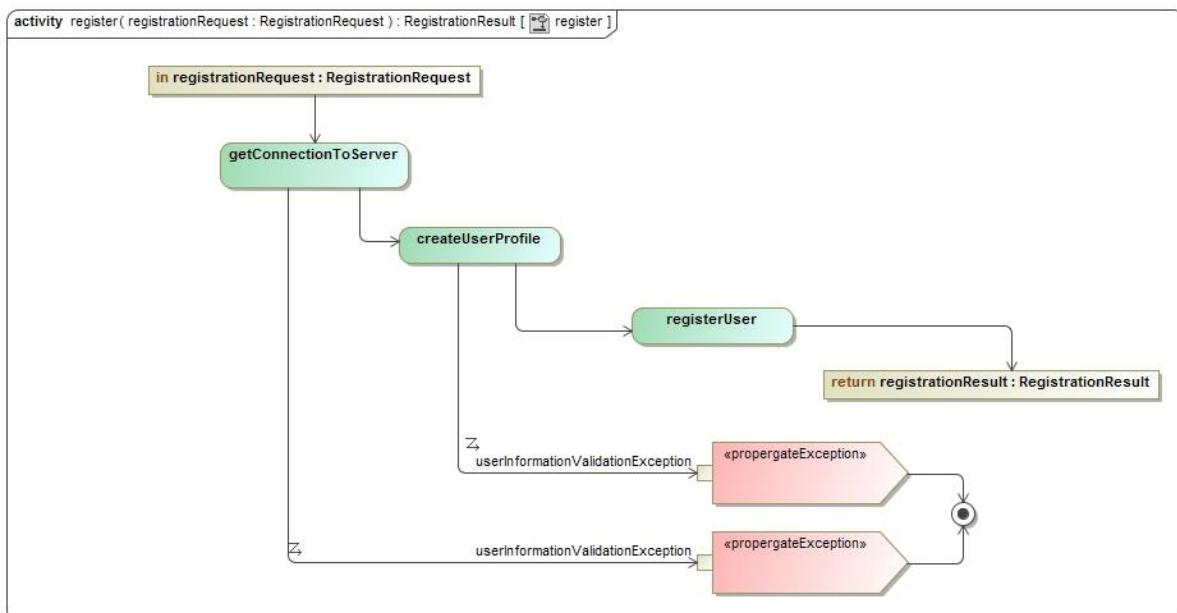 activity register( registrationRequest : RegistrationRequest ) : RegistrationResult [ register ]
in registrationRequest : RegistrationRequest
getConnectionToServer
createUserProfile
registerUser
return registrationResult : RegistrationResult
«propergateException»
userInformationValidationException
«propergateException»
userInformationValidationException